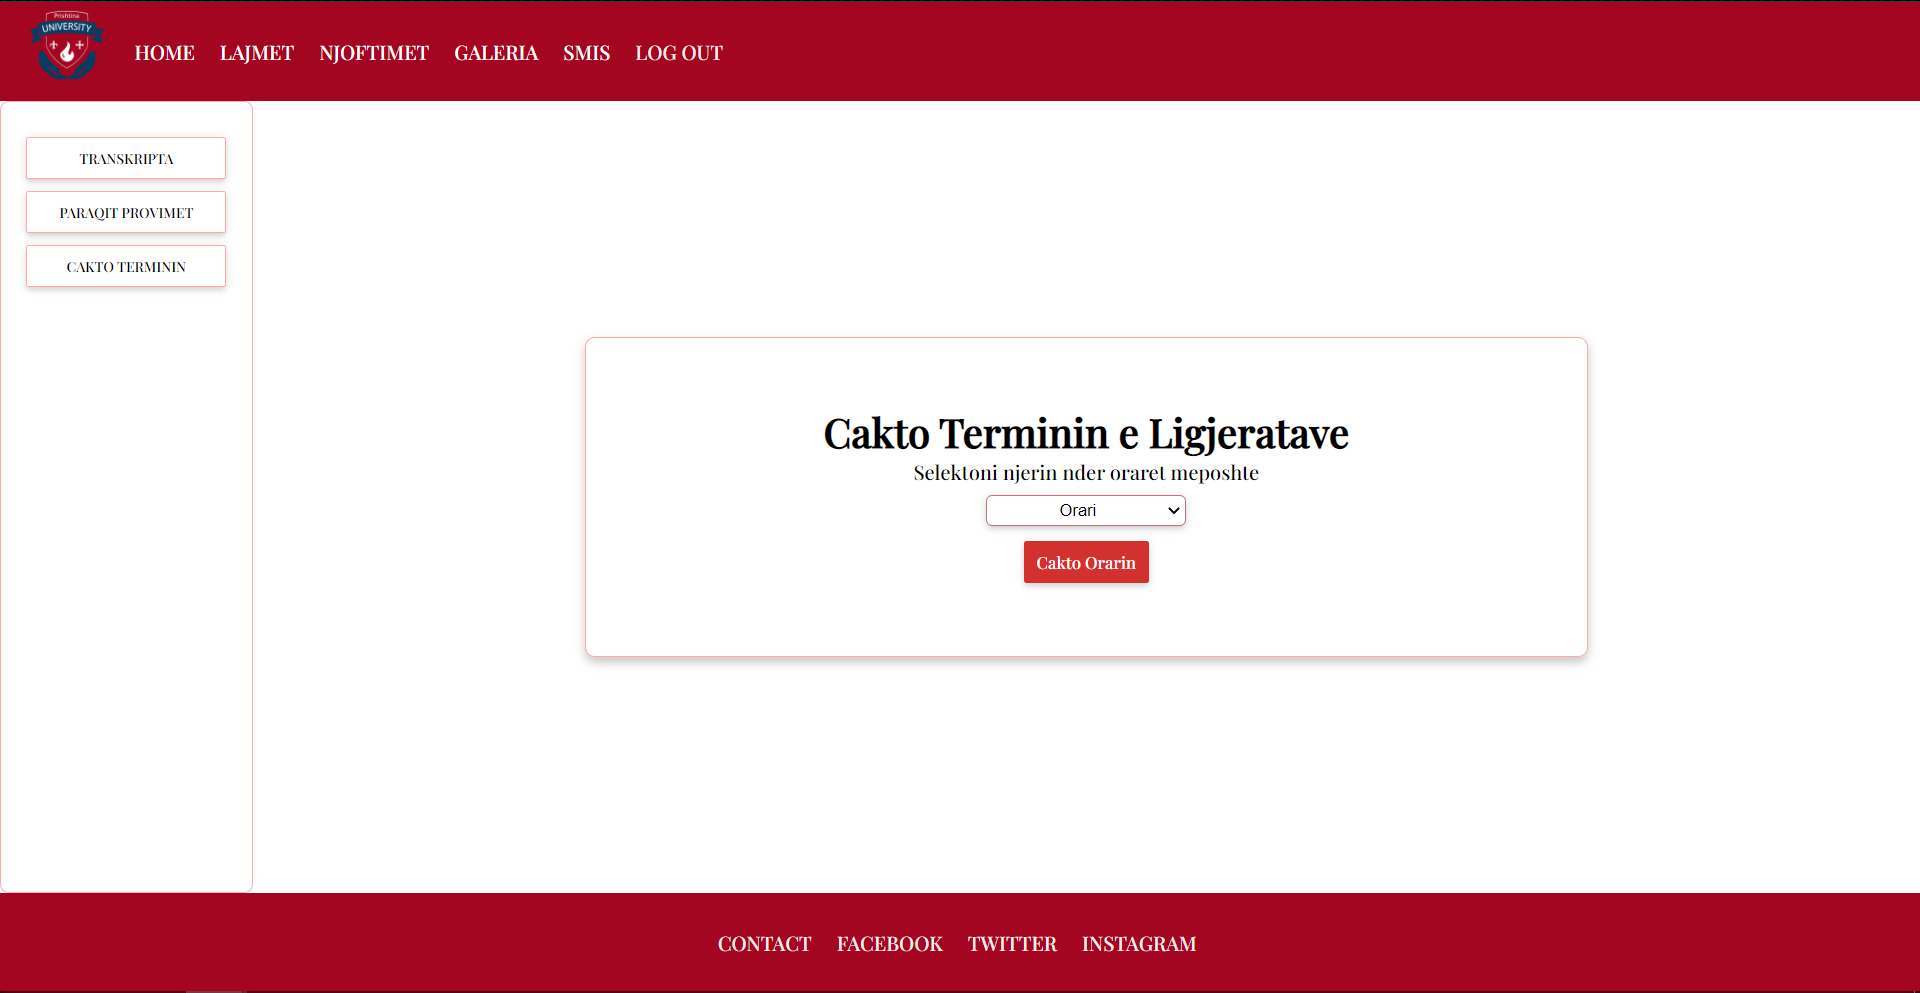 Prishtina
UNIVERSITY
HOME LAJMET NJOFTIMET GALERIA SMIS LOG OUT
TRANSKRIPTA
PARAQIT PROVIMET
CAKTO TERMININ
Cakto Terminin e Ligjeratave
Selektoni njerin nder oraret meposhte
Orari
Cakto Orarin
CONTACT FACEBOOK TWITTER INSTAGRAM